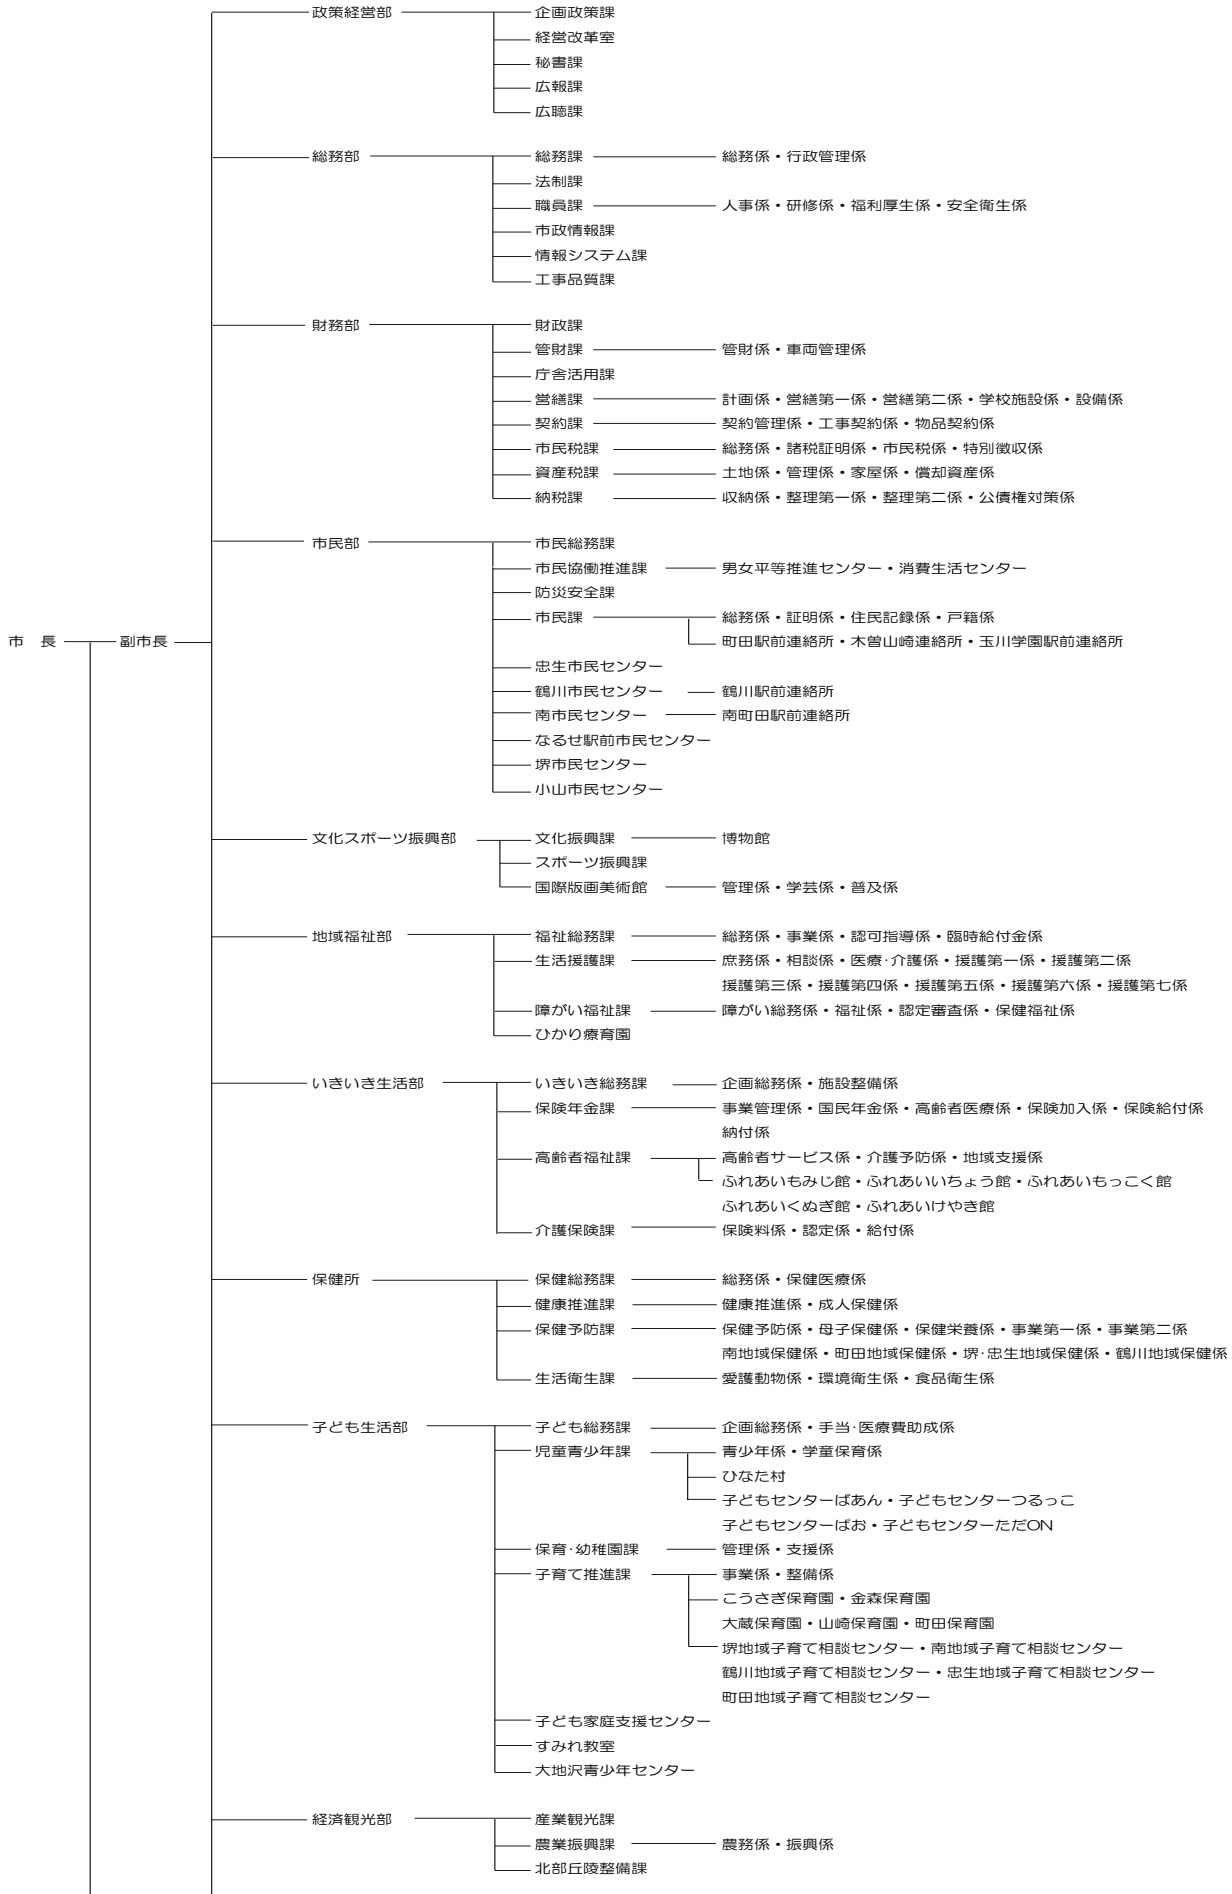 政策経営部 企画政策課
経営改革室
秘書課
広報課
広聴課
総務部 総務課 総務係・行政管理係
法制課
職員課 人事係・研修係・福利厚生係・安全衛生係
市政情報課
情報システム課
工事品質課
財務部 財政課
管財課 管財係・車両管理係
庁舎活用課
営繕課 計画係・営繕第一係・営繕第二係・学校施設係・設備係
契約課 契約管理係・工事契約係・物品契約係
市民税課 総務係・諸税証明係・市民税係・特別徴収係
資産税課 土地係・管理係・家屋係・償却資産係
納税課 収納係・整理第一係・整理第二係・公債権対策係
市民部 市民総務課
市民協働推進課 男女平等推進センター・消費生活センター
防災安全課
市民課 総務係・証明係・住民記録係・戸籍係
市　長 副市長 町田駅前連絡所・木曽山崎連絡所・玉川学園駅前連絡所
忠生市民センター
鶴川市民センター 鶴川駅前連絡所
南市民センター 南町田駅前連絡所
なるせ駅前市民センター
堺市民センター
小山市民センター
文化スポーツ振興部 文化振興課 博物館
スポーツ振興課
国際版画美術館 管理係・学芸係・普及係
地域福祉部 福祉総務課 総務係・事業係・認可指導係・臨時給付金係
生活援護課 庶務係・相談係・医療･介護係・援護第一係・援護第二係
援護第三係・援護第四係・援護第五係・援護第六係・援護第七係
障がい福祉課 障がい総務係・福祉係・認定審査係・保健福祉係
ひかり療育園
いきいき生活部 いきいき総務課 企画総務係・施設整備係
保険年金課 事業管理係・国民年金係・高齢者医療係・保険加入係・保険給付係
納付係
高齢者福祉課 高齢者サービス係・介護予防係・地域支援係
ふれあいもみじ館・ふれあいいちょう館・ふれあいもっこく館
ふれあいくぬぎ館・ふれあいけやき館
介護保険課 保険料係・認定係・給付係
保健所 保健総務課 総務係・保健医療係
健康推進課 健康推進係・成人保健係
保健予防課 保健予防係・母子保健係・保健栄養係・事業第一係・事業第二係
南地域保健係・町田地域保健係・堺･忠生地域保健係・鶴川地域保健係
生活衛生課 愛護動物係・環境衛生係・食品衛生係
子ども生活部 子ども総務課 企画総務係・手当･医療費助成係
児童青少年課 青少年係・学童保育係
ひなた村
子どもセンターばあん・子どもセンターつるっこ
子どもセンターぱお・子どもセンターただON
保育･幼稚園課 管理係・支援係
子育て推進課 事業係・整備係
こうさぎ保育園・金森保育園
大蔵保育園・山崎保育園・町田保育園
堺地域子育て相談センター・南地域子育て相談センター
鶴川地域子育て相談センター・忠生地域子育て相談センター
町田地域子育て相談センター
子ども家庭支援センター
すみれ教室
大地沢青少年センター
経済観光部 産業観光課
農業振興課 農務係・振興係
北部丘陵整備課